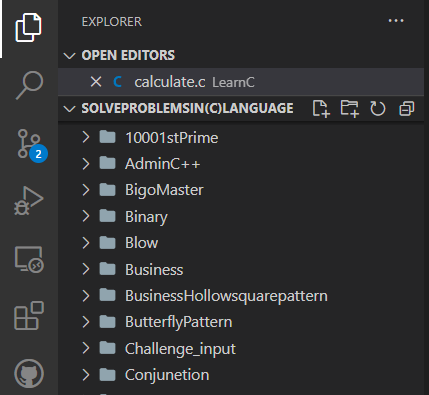 EXPLORER
OPEN EDITORS
C calculate.c LearnC
SOLVEPROBLEMSIN(C)LANGUAGE
10001stPrime
AdminC++
2
BigoMaster
Binary
Blow
Business
BusinessHollowsquarepattern
ButterflyPattern
Challenge_input
Conjunetion